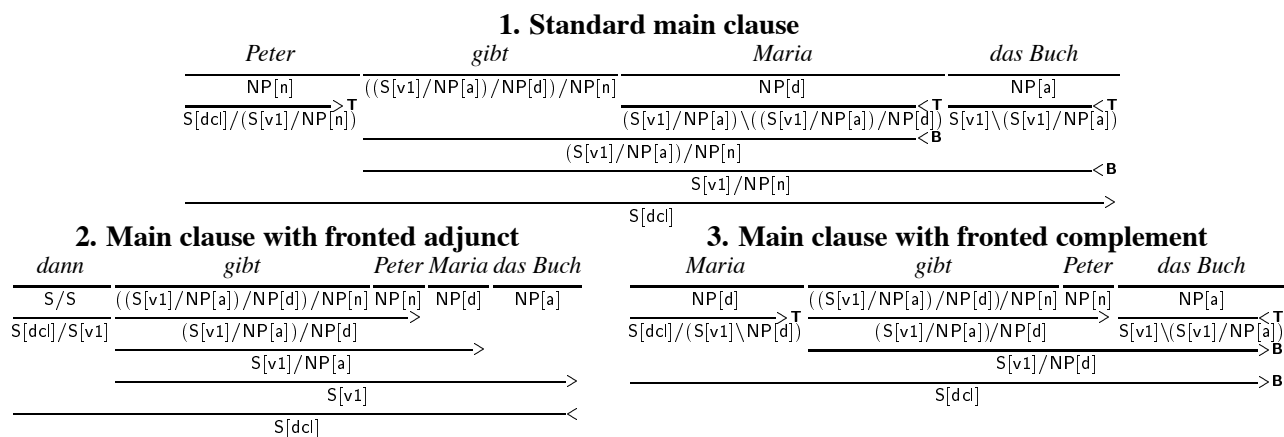 1. Standard main clause
Peter gibt Maria das Buch
NP[n] ((S[v1]/NP[a])/NP[d])/NP[n] NP[d] NP[a]
>T <T <T
S[dcl]/(S[v1]/NP[n]) (S[v1]/NP[a])\((S[v1]/NP[a])/NP[d]) S[v1]\(S[v1]/NP[a])
<B
(S[v1]/NP[a])/NP[n]
<B
S[v1]/NP[n]
>
S[dcl]
2. Main clause with fronted adjunct
dann gibt Peter Maria das Buch
S/S ((S[v1]/NP[a])/NP[d])/NP[n] NP[n] NP[d] NP[a]
>
S[dcl]/S[v1] (S[v1]/NP[a])/NP[d]
>
S[v1]/NP[a]
>
S[v1]
<
S[dcl]
3. Main clause with fronted complement
Maria gibt Peter das Buch
NP[d] ((S[v1]/NP[a])/NP[d])/NP[n] NP[n] NP[a]
>T > <T
S[dcl]/(S[v1]\NP[d]) (S[v1]/NP[a])/NP[d] S[v1]\(S[v1]/NP[a])
>B
S[v1]/NP[d]
>B
S[dcl]